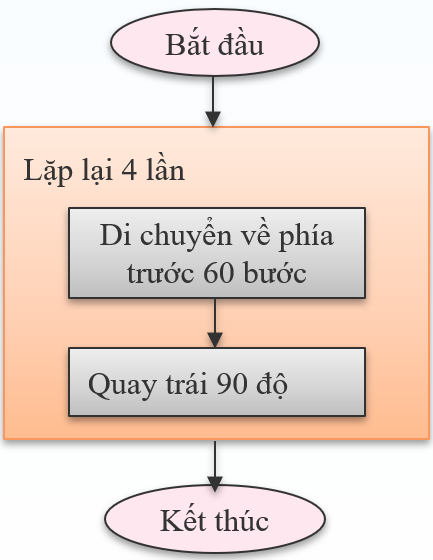 Bắt đầu
Lặp lại 4 lần
Di chuyển về phía
trước 60 bước
Quay trái 90 độ
Kết thúc